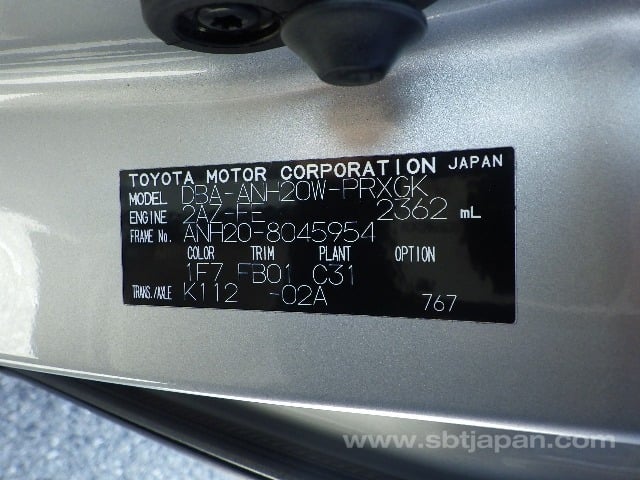 TOYOTA MOTOR CORPORATION JAPAN
MODEL DBA-ANH20W-PRXGK
ENGINE 2AZ-FE 2362 mL
FRAME No. ANH20-8045954
COLOR TRIM PLANT OPTION
1F7 FB01 C31
TRANS./AXLE K112 -02A 767
www.sbtjapan.com